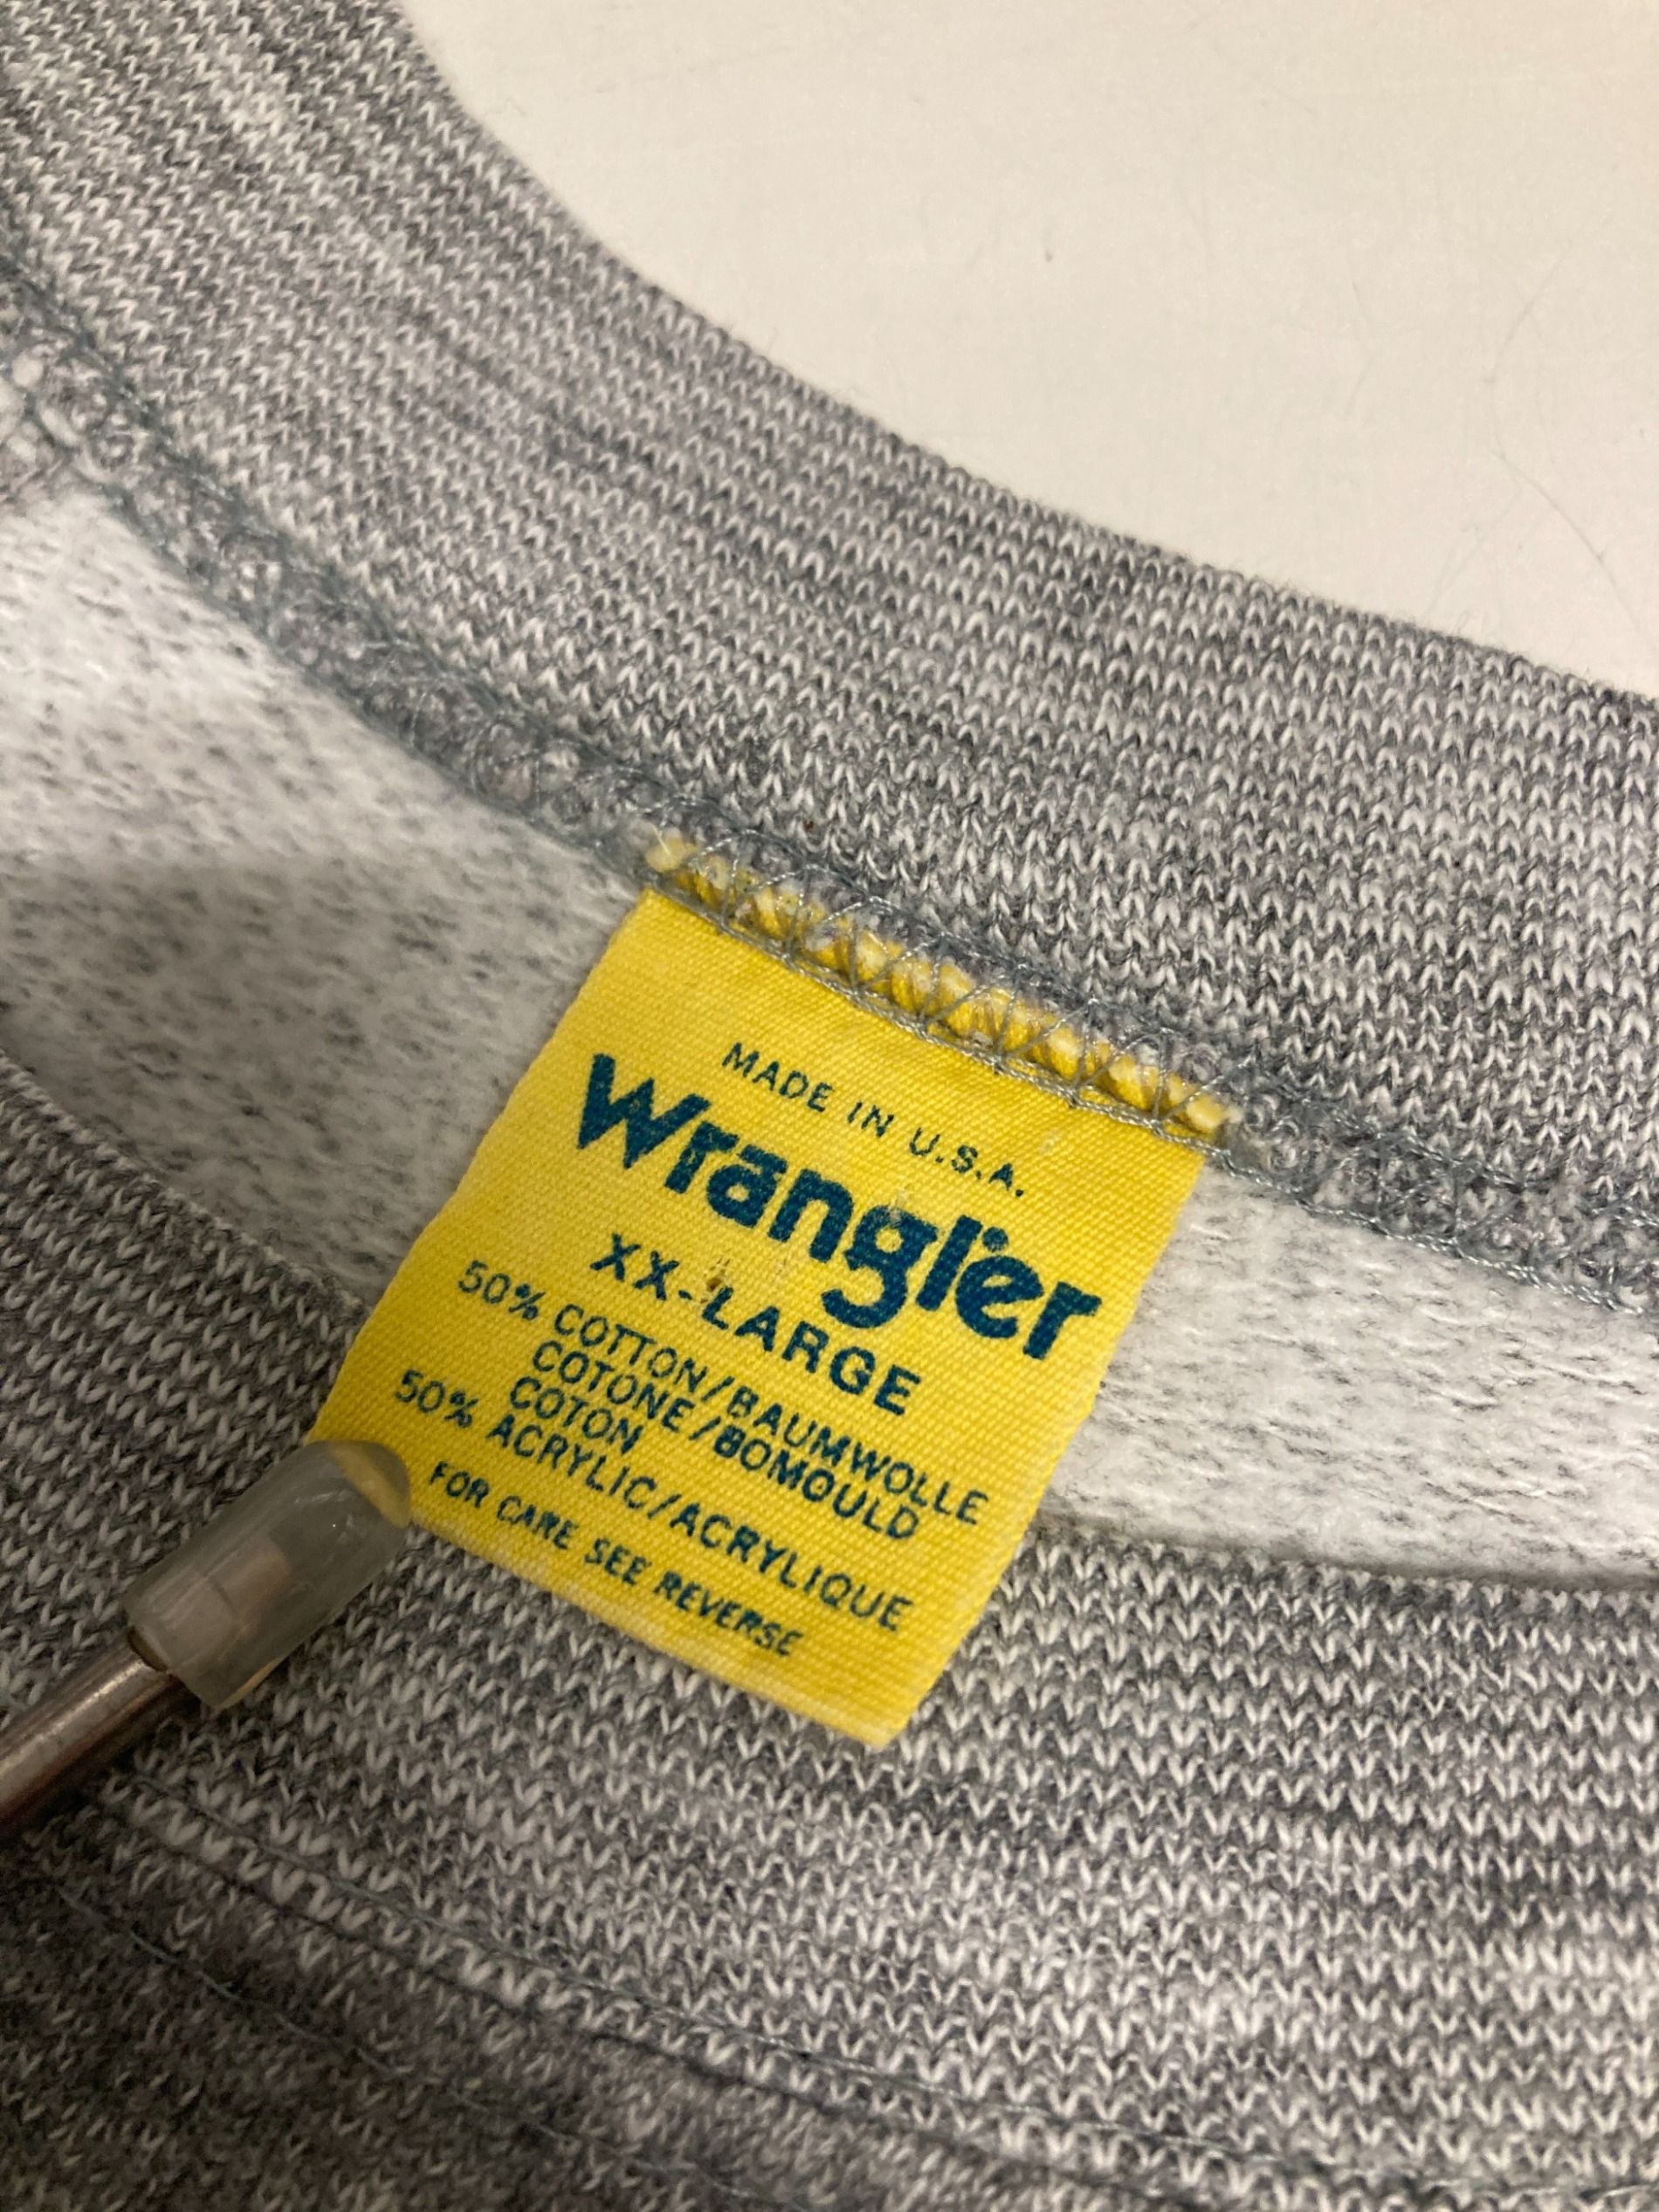 MADE IN U.S.A.
Wrangler
XX-LARGE
50% COTTON/BAUMWOLLE
COTONE/BOMOULD
COTON
50% ACRYLIC/ACRYLIQUE
FOR CARE SEE REVERSE